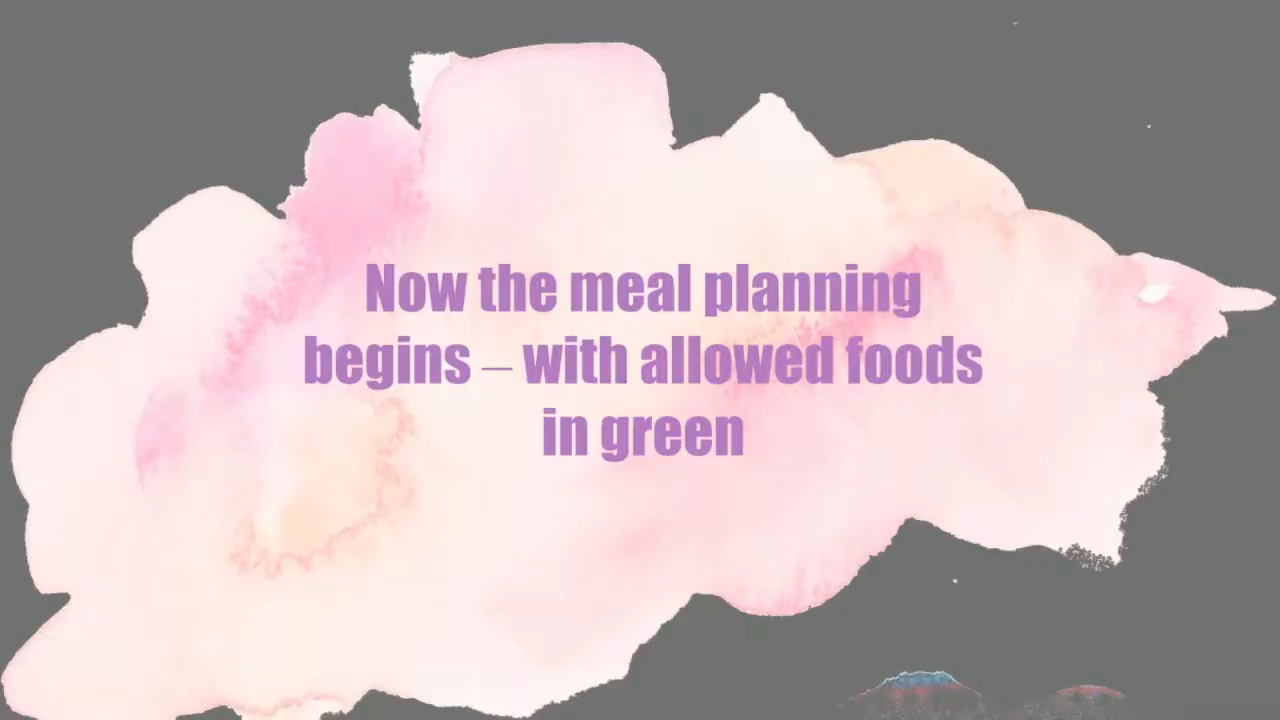 Now the meal planning
begins – with allowed foods
in green